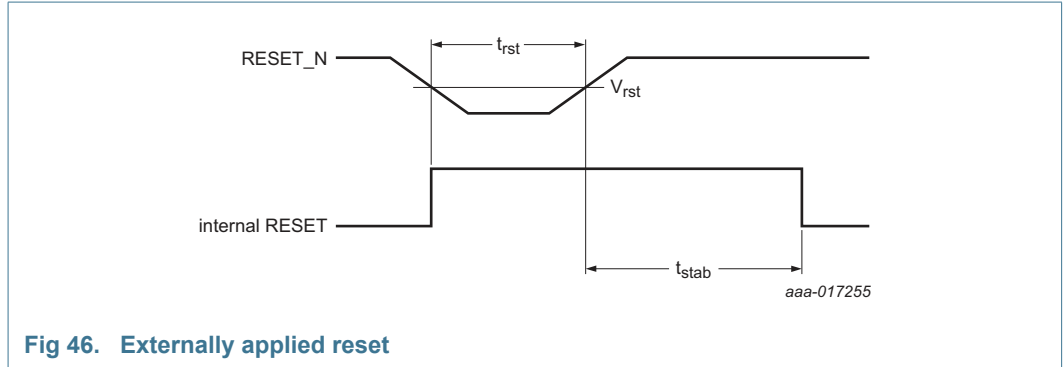 t_rst
RESET_N
V_rst
internal RESET
t_stab
aaa-017255
Fig 46. Externally applied reset